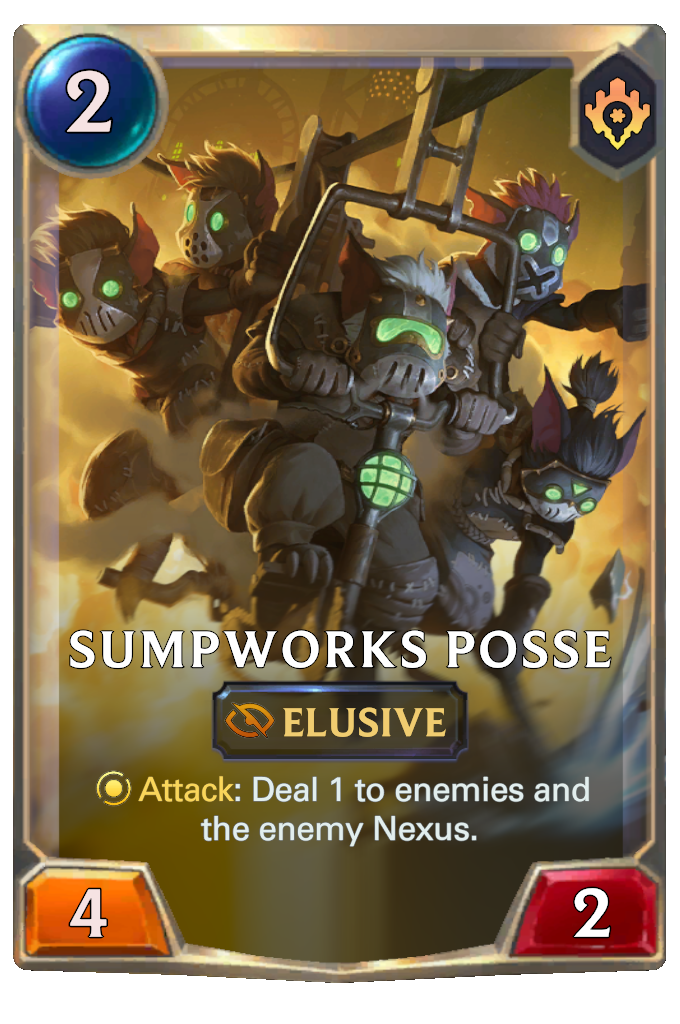 2
SUMPWORKS POSSE
ELUSIVE
Attack: Deal 1 to enemies and
the enemy Nexus.
4
2